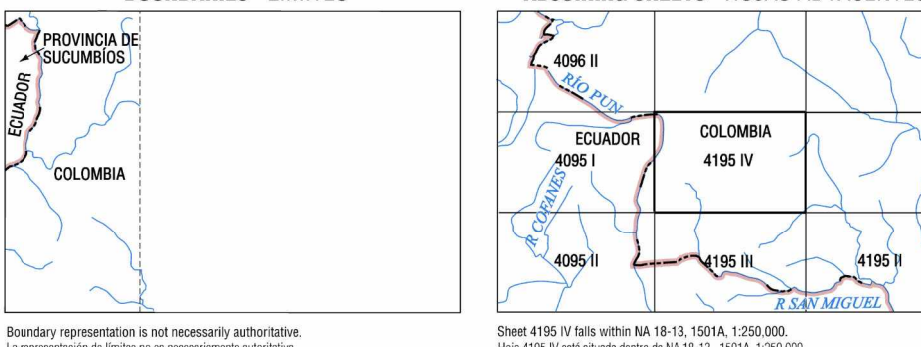 PROVINCIA DE
SUCUMBÍOS
ECUADOR
COLOMBIA
Boundary representation is not necessarily authoritative.
4096 II
RÍO PUN
ECUADOR
COLOMBIA
4095 I
4195 IV
R COFANES
4095 II
4195 III
4195 II
R SAN MIGUEL
Sheet 4195 IV falls within NA 18-13, 1501A, 1:250,000.